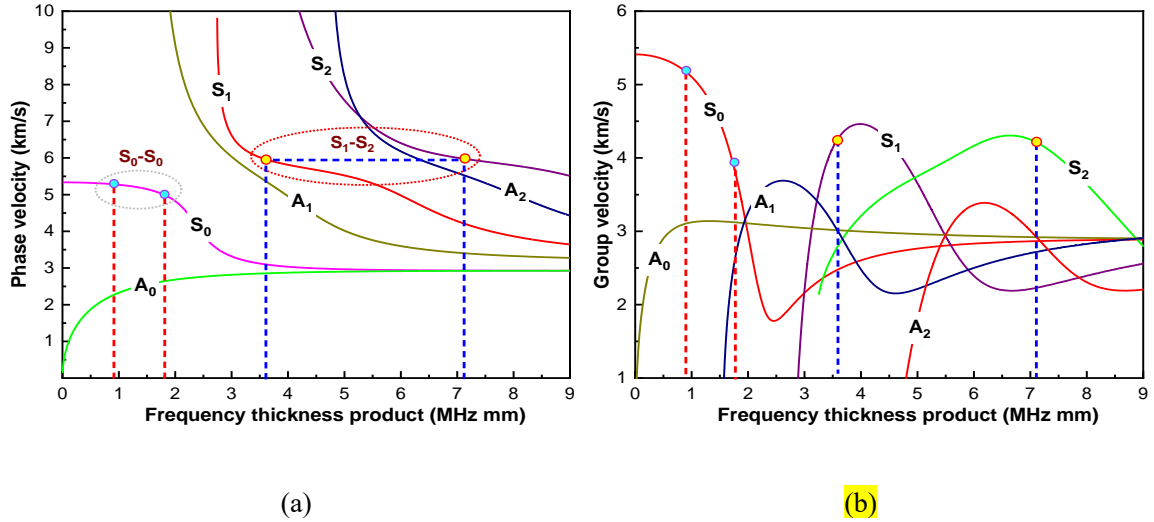 10
9
8
7
6
5
4
3
2
1
Phase velocity (km/s)
S1
S2
S1-S2
S0-S0
A1
S0
A2
A0
0 1 2 3 4 5 6 7 8 9
Frequency thickness product (MHz mm)
(a)
6
5
4
3
2
1
Group velocity (km/s)
S0
S1
S2
A1
A0
A2
0 1 2 3 4 5 6 7 8 9
Frequency thickness product (MHz mm)
(b)